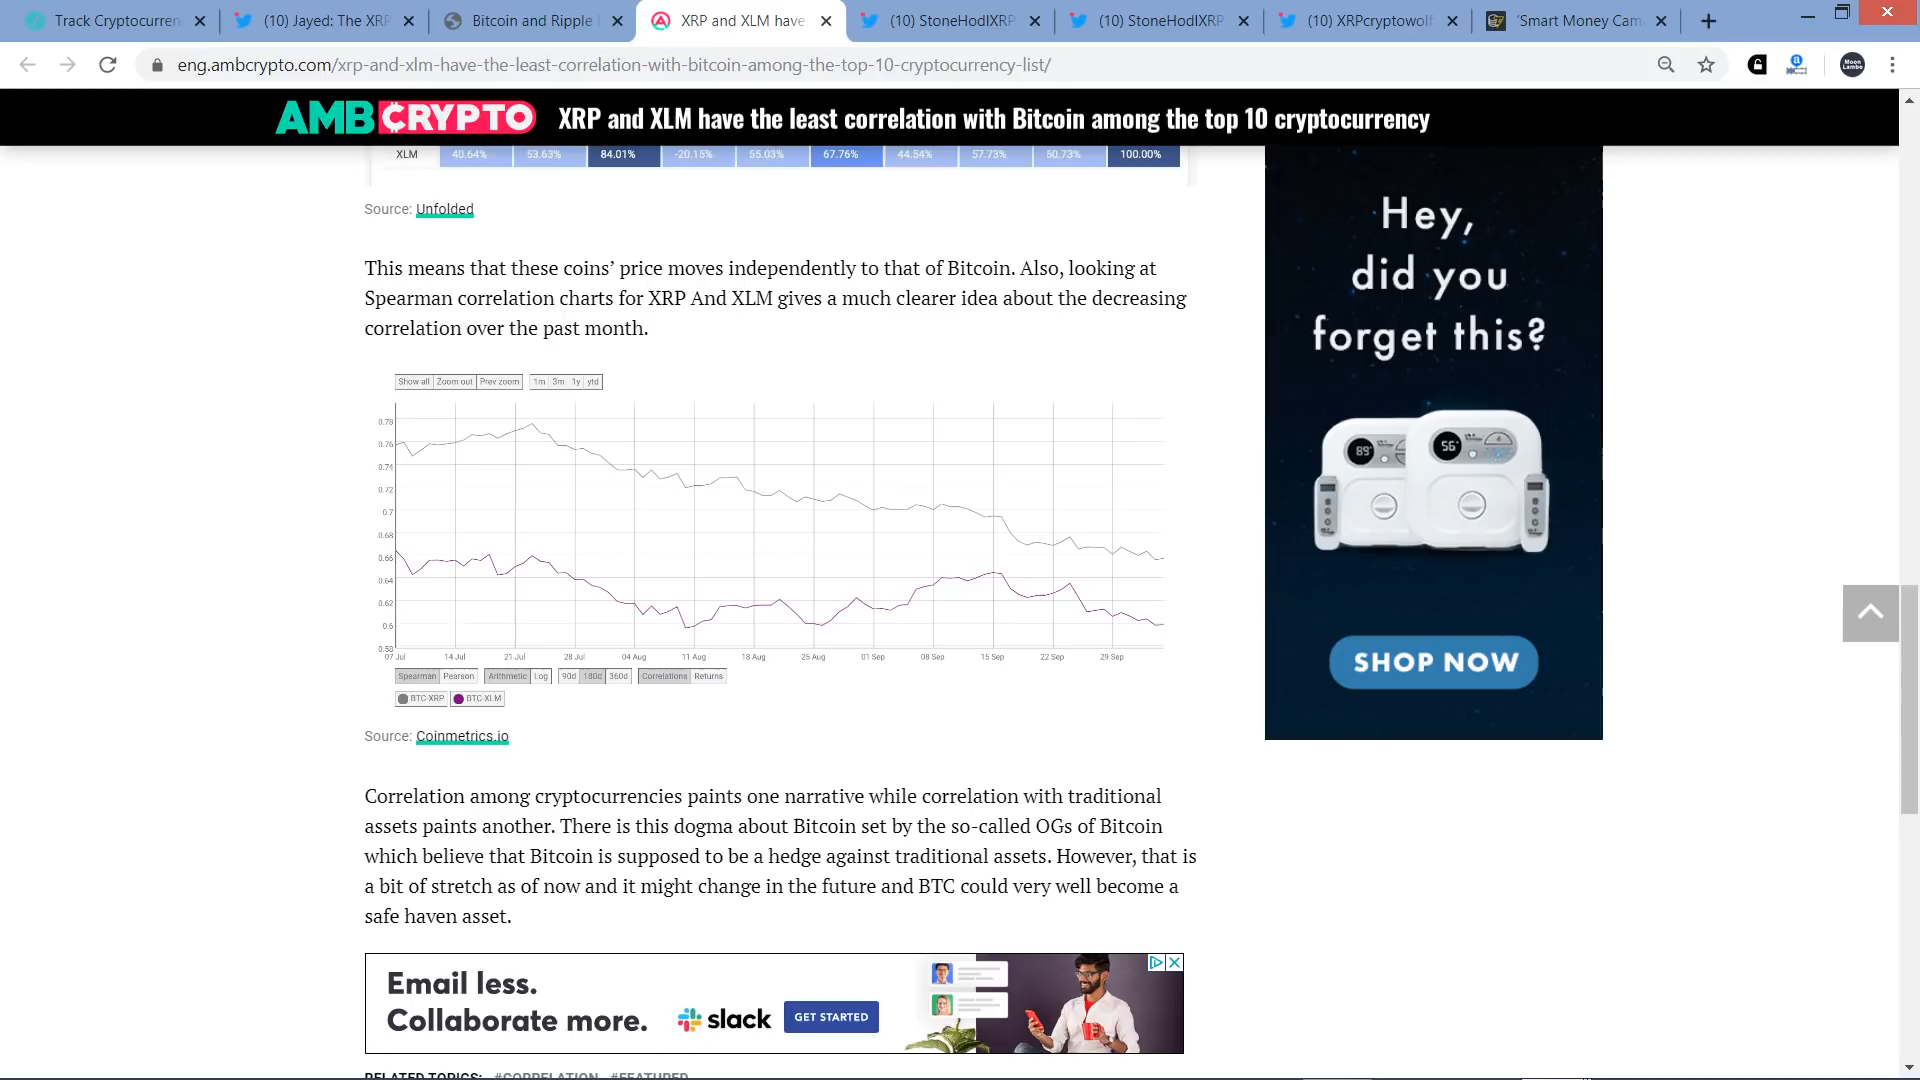 Track Cryptocurren
(10) Jayed: The XRP
Bitcoin and Ripple
XRP and XLM have
(10) StoneHodlXRP
(10) StoneHodlXRP
(10) XRPcryptowolf
'Smart Money Cam
eng.ambcrypto.com/xrp-and-xlm-have-the-least-correlation-with-bitcoin-among-the-top-10-cryptocurrency-list/
AMBCRYPTO XRP and XLM have the least correlation with Bitcoin among the top 10 cryptocurrency
XLM 40.64% 53.63% 84.01% -20.15% 55.03% 67.76% 44.54% 57.73% 50.73% 100.00%
Source: Unfolded
This means that these coins’ price moves independently to that of Bitcoin. Also, looking at
Spearman correlation charts for XRP And XLM gives a much clearer idea about the decreasing
correlation over the past month.
Show all Zoom out Prev zoom 1m 3m 1y ytd
0.78
0.76
0.74
0.72
0.7
0.68
0.66
0.64
0.62
0.6
0.58
07 Jul 14 Jul 21 Jul 28 Jul 04 Aug 11 Aug 18 Aug 25 Aug 01 Sep 08 Sep 15 Sep 22 Sep 29 Sep
Spearman Pearson Arithmetic Log 90d 180d 360d Correlations Returns
BTC-XRP BTC-XLM
Source: Coinmetrics.io
Correlation among cryptocurrencies paints one narrative while correlation with traditional
assets paints another. There is this dogma about Bitcoin set by the so-called OGs of Bitcoin
which believe that Bitcoin is supposed to be a hedge against traditional assets. However, that is
a bit of stretch as of now and it might change in the future and BTC could very well become a
safe haven asset.
Email less.
Collaborate more.
slack
GET STARTED
RELATED TOPICS: #CORRELATION #FEATURED
Hey,
did you
forget this?
89°
56°
SHOP NOW
Moon
Lambo